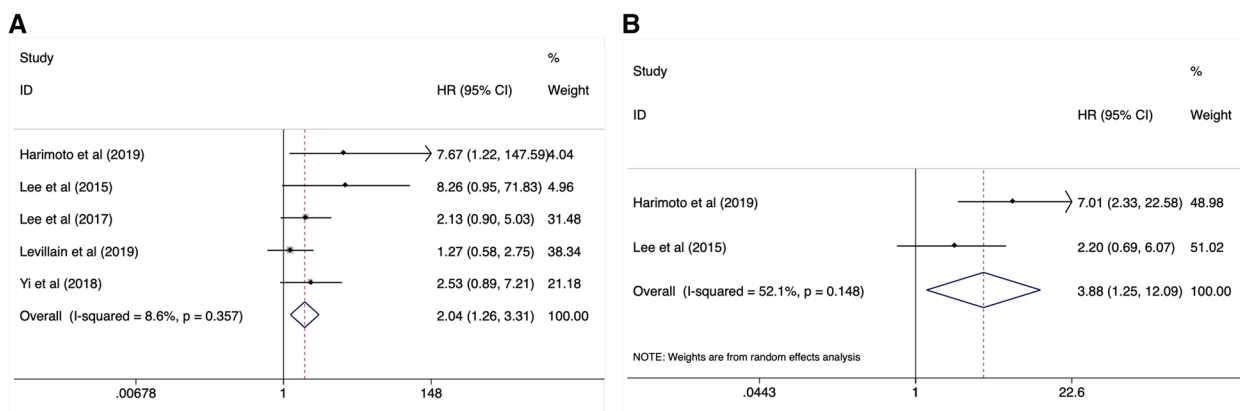 A
Study %
ID HR (95% CI) Weight
Harimoto et al (2019) 7.67 (1.22, 147.59) 4.04
Lee et al (2015) 8.26 (0.95, 71.83) 4.96
Lee et al (2017) 2.13 (0.90, 5.03) 31.48
Levillain et al (2019) 1.27 (0.58, 2.75) 38.34
Yi et al (2018) 2.53 (0.89, 7.21) 21.18
Overall (I-squared = 8.6%, p = 0.357) 2.04 (1.26, 3.31) 100.00
.00678 1 148
B
Study %
ID HR (95% CI) Weight
Harimoto et al (2019) 7.01 (2.33, 22.58) 48.98
Lee et al (2015) 2.20 (0.69, 6.07) 51.02
Overall (I-squared = 52.1%, p = 0.148) 3.88 (1.25, 12.09) 100.00
NOTE: Weights are from random effects analysis
.0443 1 22.6